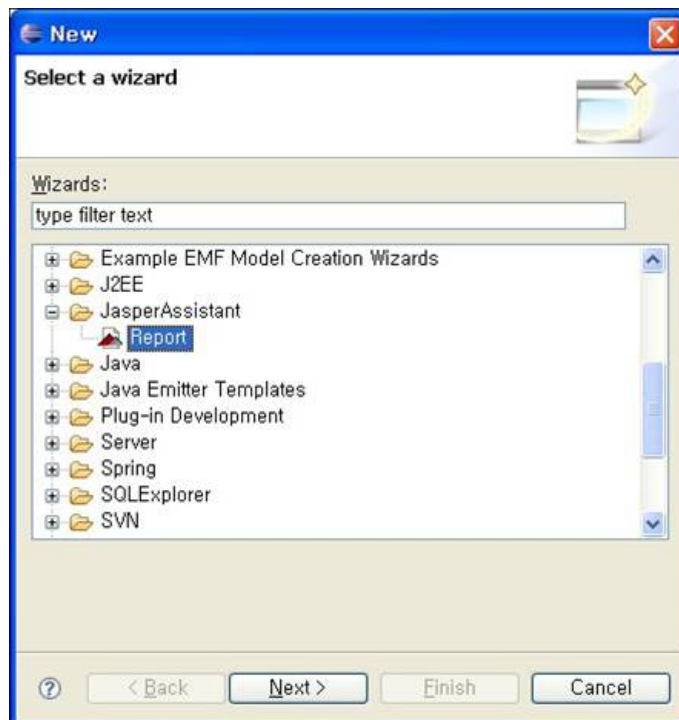 New
Select a wizard
Wizards:
type filter text
Example EMF Model Creation Wizards
J2EE
JasperAssistant
Report
Java
Java Emitter Templates
Plug-in Development
Server
Spring
SQLExplorer
SVN
? < Back Next > Finish Cancel